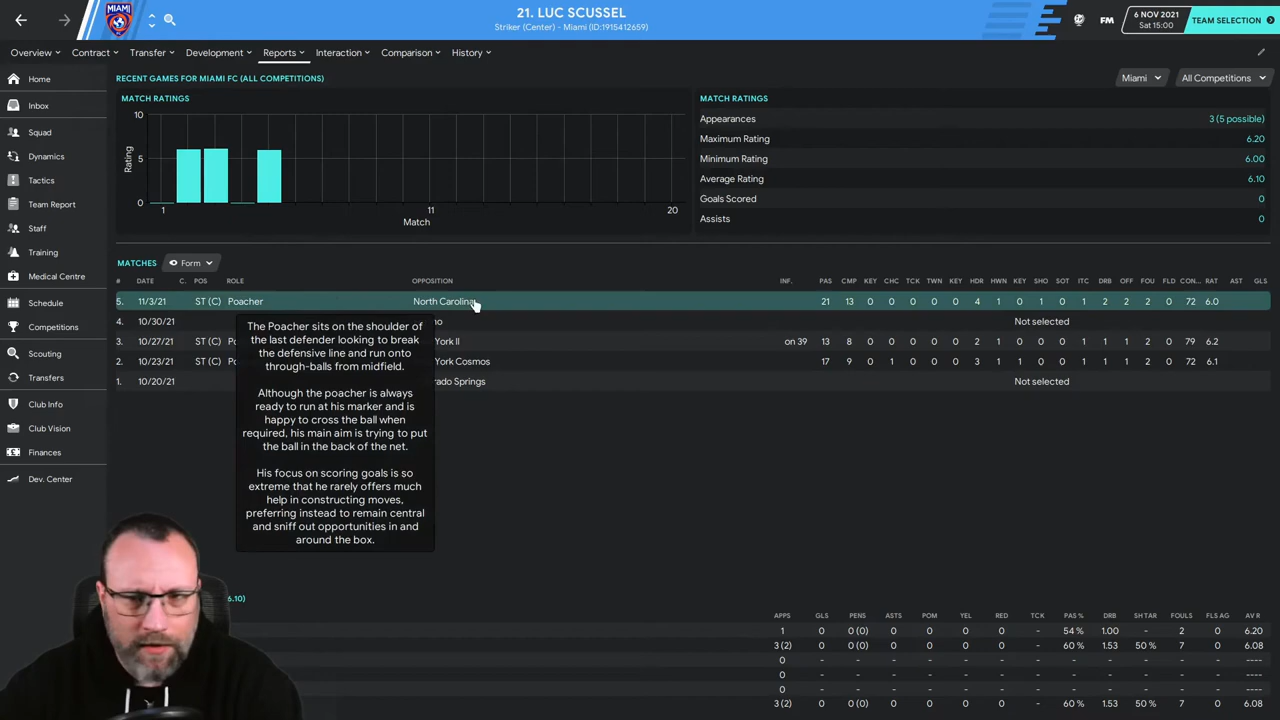 MIAMI
21. LUC SCUSSEL
Striker (Center) - Miami (ID:1915412659)
FM
6 NOV 2021
Sat 15:00
TEAM SELECTION
Overview
Contract
Transfer
Development
Reports
Interaction
Comparison
History
Home
Inbox
Squad
Dynamics
Tactics
Team Report
Staff
Training
Medical Centre
Schedule
Competitions
Scouting
Transfers
Club Info
Club Vision
Finances
Dev. Center
RECENT GAMES FOR MIAMI FC (ALL COMPETITIONS)
Miami
All Competitions
MATCH RATINGS
10
5
0
Rating
1
11
20
Match
MATCH RATINGS
Appearances 3 (5 possible)
Maximum Rating 6.20
Minimum Rating 6.00
Average Rating 6.10
Goals Scored 0
Assists 0
MATCHES Form
# DATE C. POS ROLE OPPOSITION INF. PAS CMP KEY CHC TCK TWN KEY HDR HWN KEY SHO SOT ITC DRB OFF FOU FLD CON... RAT AST GLS
5. 11/3/21 ST (C) Poacher North Carolina 21 13 0 0 0 0 0 4 1 0 1 0 1 2 2 2 0 72 6.0
4. 10/30/21 no Not selected
3. 10/27/21 ST (C) Po York II on 39 13 8 0 0 0 0 0 2 1 0 0 0 1 1 1 2 0 79 6.2
2. 10/23/21 ST (C) Po York Cosmos 17 9 0 1 0 0 0 3 1 1 0 0 1 1 0 2 0 72 6.1
1. 10/20/21 rado Springs Not selected
The Poacher sits on the shoulder of
the last defender looking to break
the defensive line and run onto
through-balls from midfield.
Although the poacher is always
ready to run at his marker and is
happy to cross the ball when
required, his main aim is trying to put
the ball in the back of the net.
His focus on scoring goals is so
extreme that he rarely offers much
help in constructing moves,
preferring instead to remain central
and sniff out opportunities in and
around the box.
6.10)
APPS GLS PENS ASTS POM YEL RED TCK PAS % DRB SH TAR FOULS FLS AG AV R
1 0 0 (0) 0 0 0 0 - 54 % 1.00 - 2 0 6.20
3 (2) 0 0 (0) 0 0 0 0 - 60 % 1.53 50 % 7 0 6.08
0 - - - - - - - - - - - - ----
0 - - - - - - - - - - - - ----
0 - - - - - - - - - - - - ----
3 (2) 0 0 (0) 0 0 0 0 - 60 % 1.53 50 % 7 0 6.08